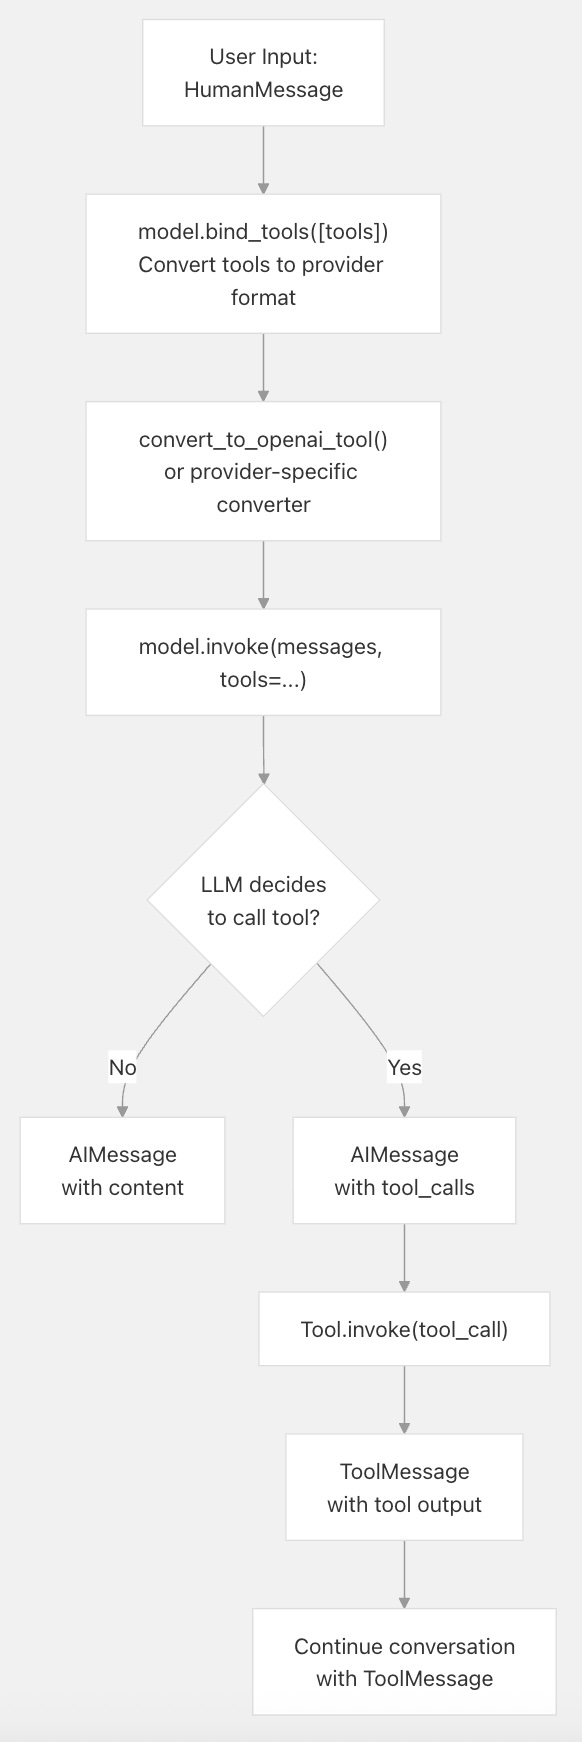 User Input:
HumanMessage
model.bind_tools([tools])
Convert tools to provider
format
convert_to_openai_tool()
or provider-specific
converter
model.invoke(messages,
tools=...)
LLM decides
to call tool?
No
Yes
AIMessage
with content
AIMessage
with tool_calls
Tool.invoke(tool_call)
ToolMessage
with tool output
Continue conversation
with ToolMessage